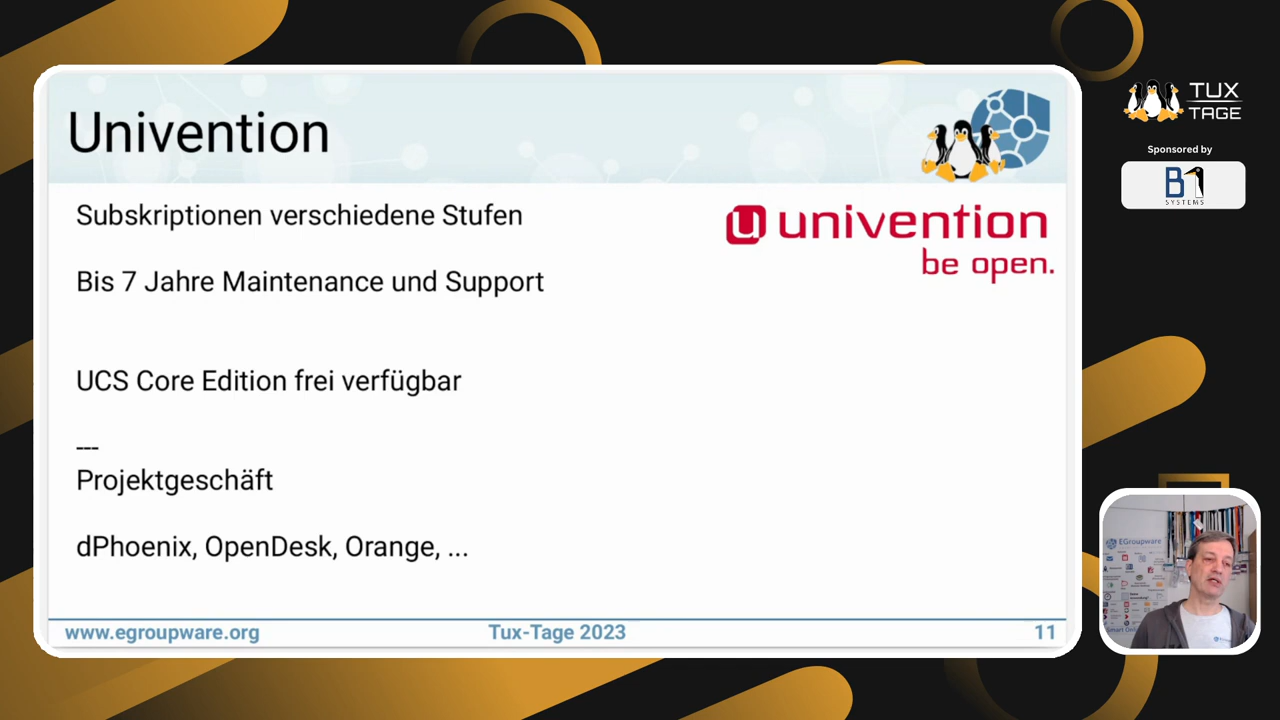 Univention
Subskriptionen verschiedene Stufen
Bis 7 Jahre Maintenance und Support
UCS Core Edition frei verfügbar
---
Projektgeschäft
dPhoenix, OpenDesk, Orange, ...
u univention
be open.
www.egroupware.org
Tux-Tage 2023
11
TUX
TAGE
Sponsored by
B1
SYSTEMS
EGroupware